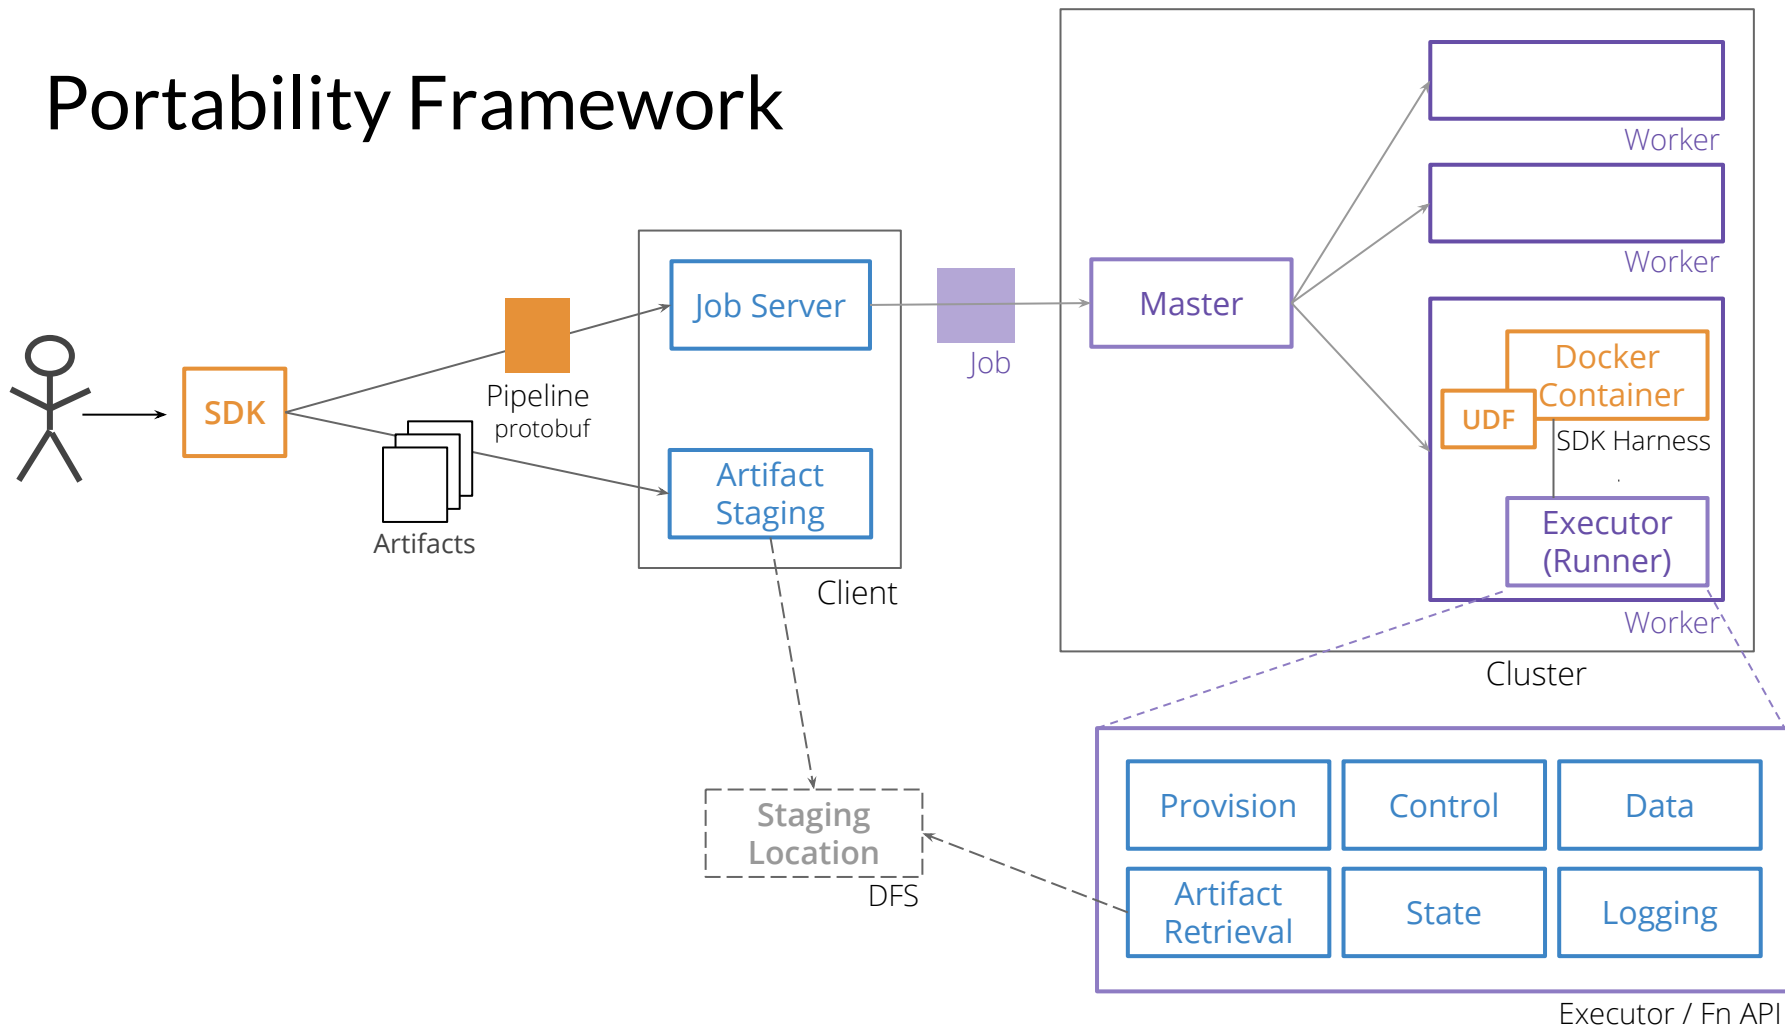 Portability Framework
SDK
Pipeline
protobuf
Artifacts
Job Server
Artifact
Staging
Client
Job
Master
Worker
Worker
Docker
Container
UDF
SDK Harness
Executor
(Runner)
Worker
Cluster
Staging
Location
DFS
Provision
Control
Data
Artifact
Retrieval
State
Logging
Executor / Fn API